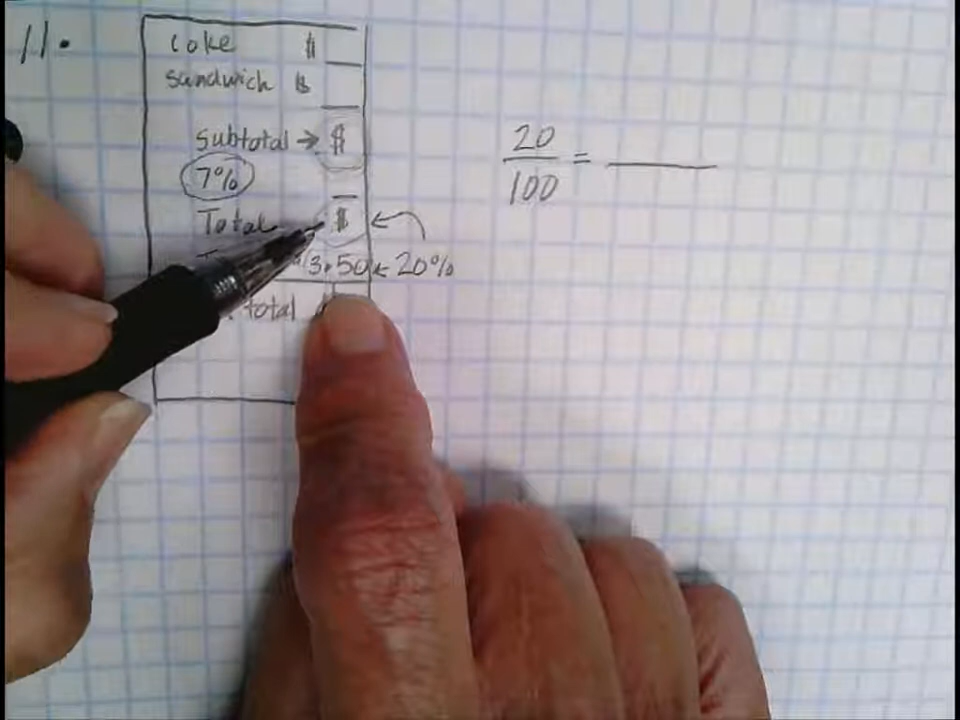 11.
coke $
sandwich $
subtotal → $
7%
Total $
3.50 ← 20%
total
20
100
=